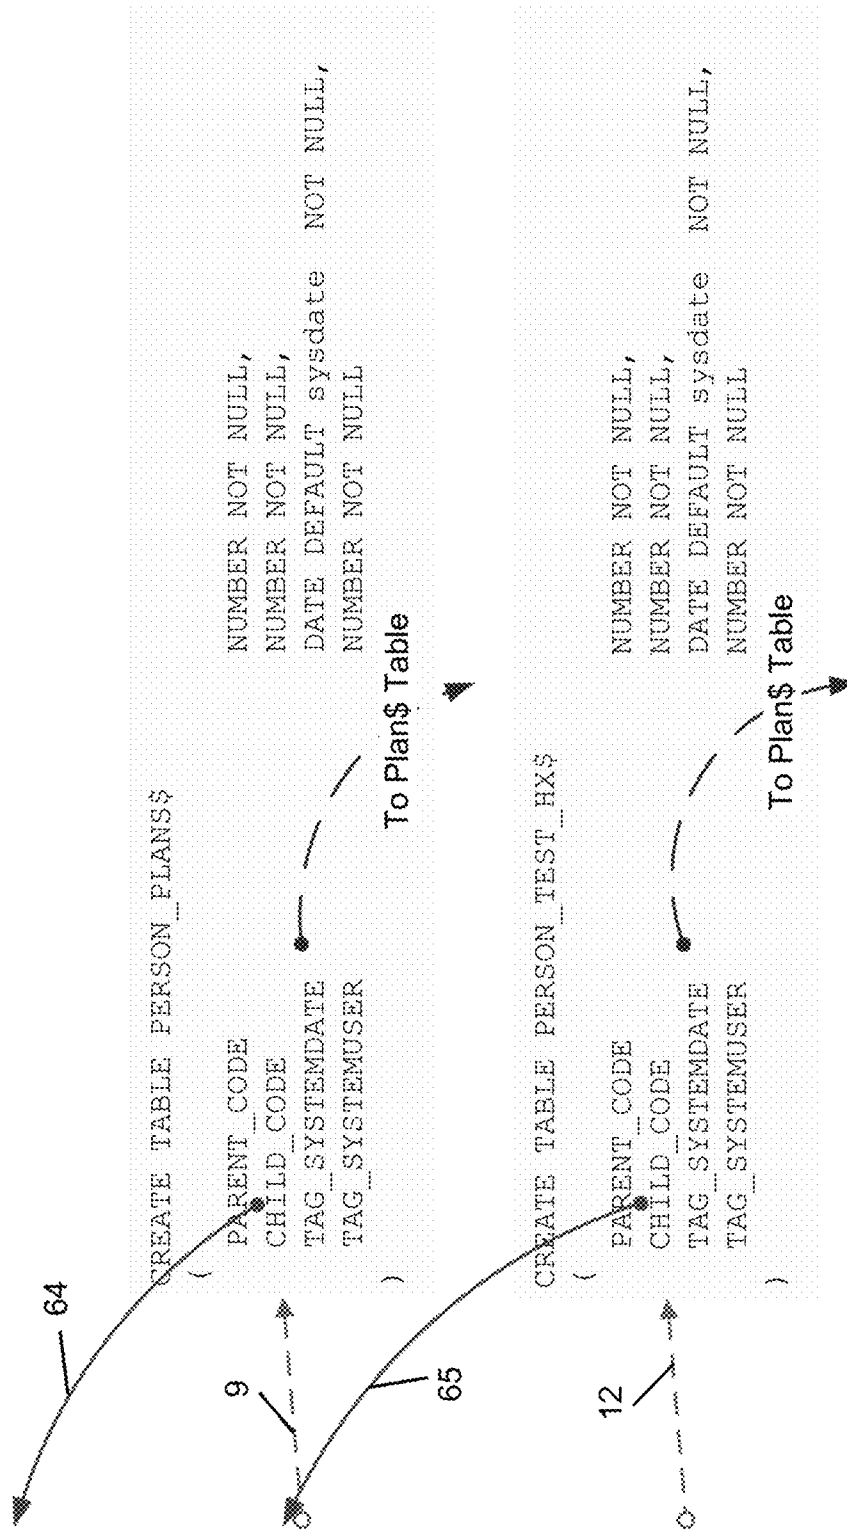 64
9
CREATE TABLE PERSON_PLANS$
(
PARENT_CODE NUMBER NOT NULL,
CHILD_CODE NUMBER NOT NULL,
TAG_SYSTEMDATE DATE DEFAULT sysdate NOT NULL,
TAG_SYSTEMUSER NUMBER NOT NULL
)
To Plan$ Table
65
12
CREATE TABLE PERSON_TEST_HX$
(
PARENT_CODE NUMBER NOT NULL,
CHILD_CODE NUMBER NOT NULL,
TAG_SYSTEMDATE DATE DEFAULT sysdate NOT NULL,
TAG_SYSTEMUSER NUMBER NOT NULL
)
To Plan$ Table